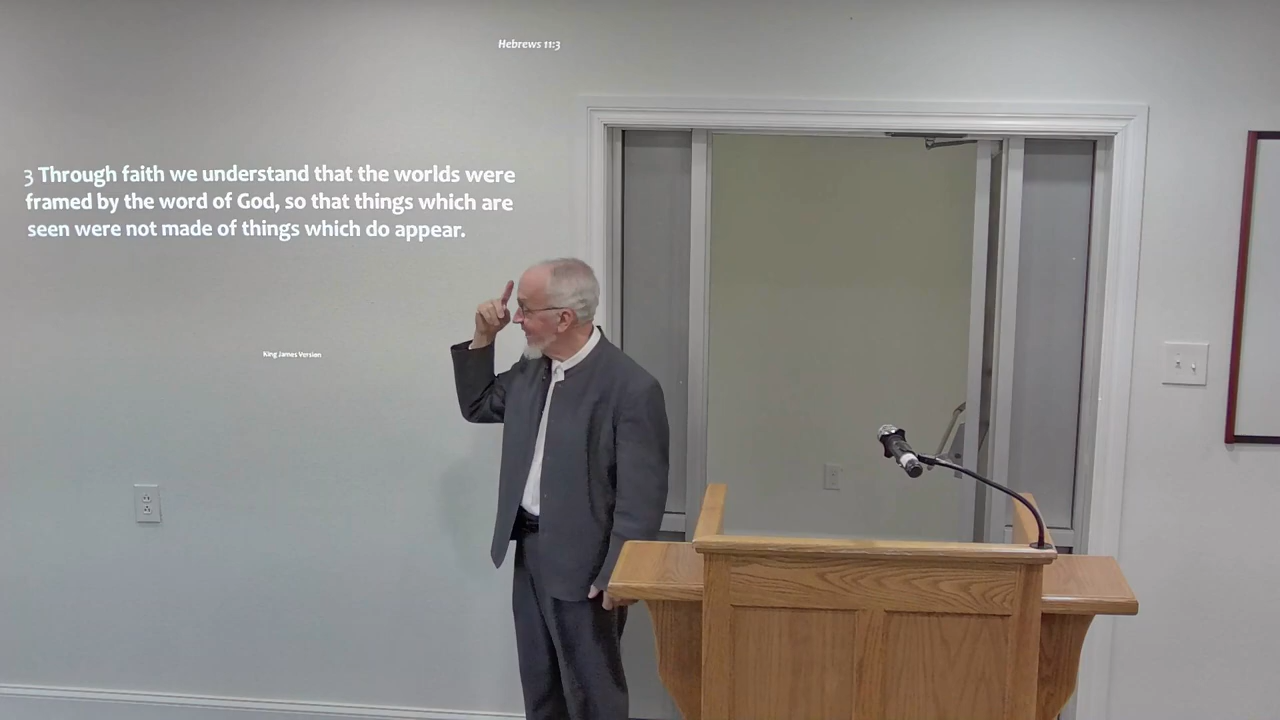 Hebrews 11:3
3 Through faith we understand that the worlds were
framed by the word of God, so that things which are
seen were not made of things which do appear.
King James Version